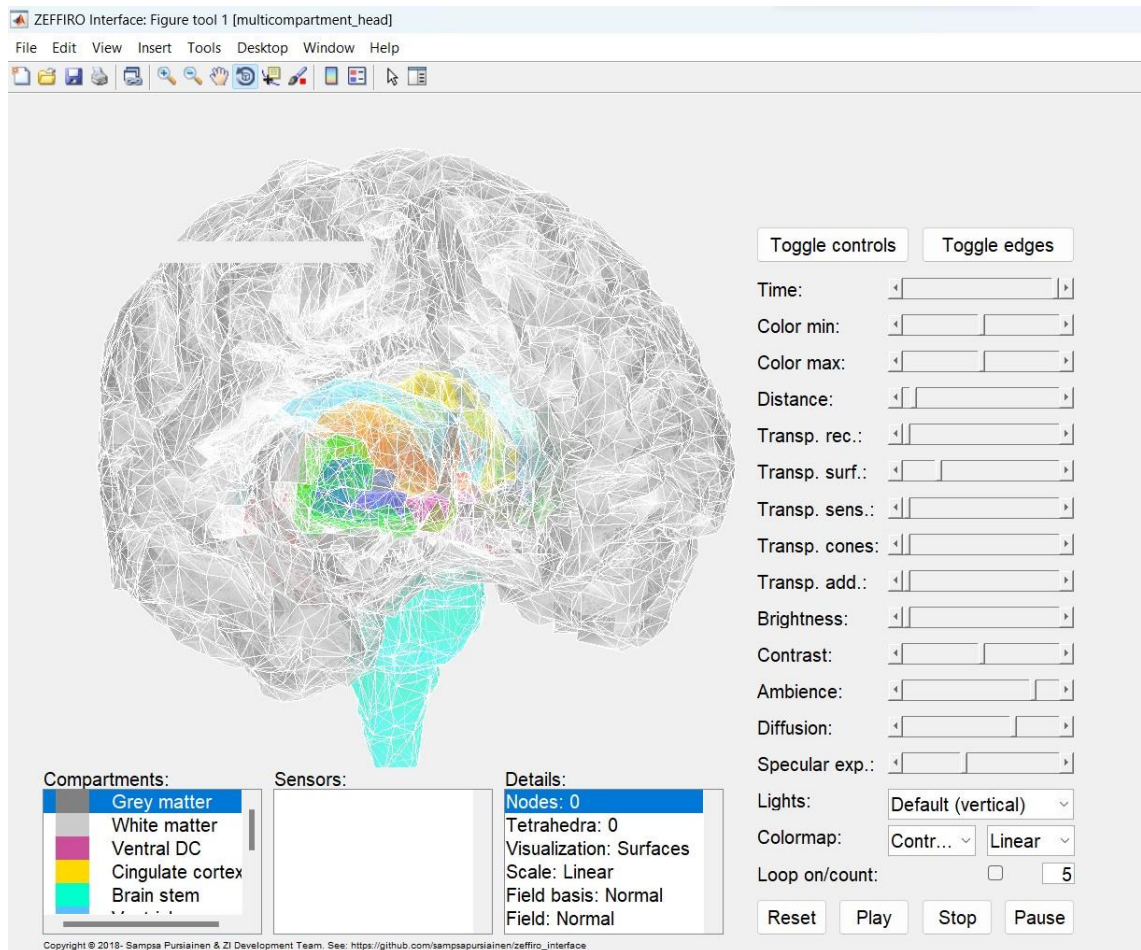 ZEFFIRO Interface: Figure tool 1 [multicompartment_head]
File Edit View Insert Tools Desktop Window Help
Toggle controls Toggle edges
Time:
Color min:
Color max:
Distance:
Transp. rec.:
Transp. surf.:
Transp. sens.:
Transp. cones:
Transp. add.:
Brightness:
Contrast:
Ambience:
Diffusion:
Specular exp.:
Lights: Default (vertical)
Colormap: Contr... Linear
Loop on/count: 5
Reset Play Stop Pause
Compartments:
Grey matter
White matter
Ventral DC
Cingulate cortex
Brain stem
Sensors:
Details:
Nodes: 0
Tetrahedra: 0
Visualization: Surfaces
Scale: Linear
Field basis: Normal
Field: Normal
Copyright © 2018- Sampsa Pursiainen & ZI Development Team. See: https://github.com/sampsapursiainen/zeffiro_interface